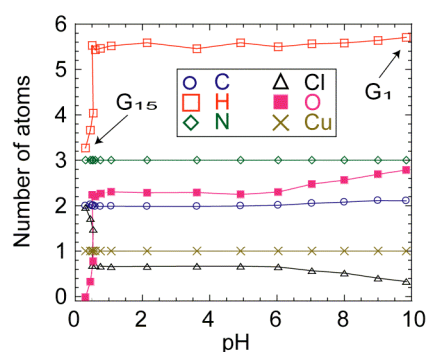 Number of atoms
6
5
4
3
2
1
0
G₁₅
G₁
C
Cl
H
O
N
Cu
0 2 4 6 8 10
pH